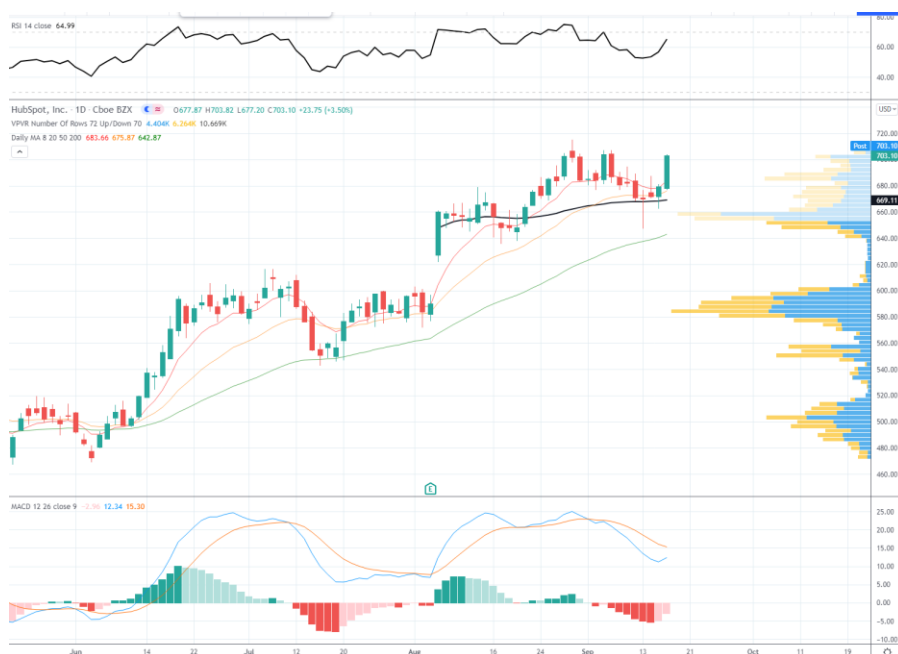 80.00
RSI 14 close 64.99
60.00
40.00
HubSpot, Inc. · 1D · Cboe BZX O677.87 H703.82 L677.20 C703.10 +23.75 (+3.50%)
USD
VPVR Number Of Rows 72 Up/Down 70 4.404K 6.264K 10.669K
Daily MA 8 20 50 200 683.66 675.87 642.87
720.00
Post 703.10
703.10
680.00
669.11
660.00
640.00
620.00
600.00
580.00
560.00
540.00
520.00
500.00
480.00
460.00
E
MACD 12 26 close 9 -2.96 12.34 15.30
25.00
20.00
15.00
10.00
5.00
0.00
-5.00
-10.00
Jun 14 22 Jul 12 20 Aug 16 24 Sep 13 21 Oct 11 19